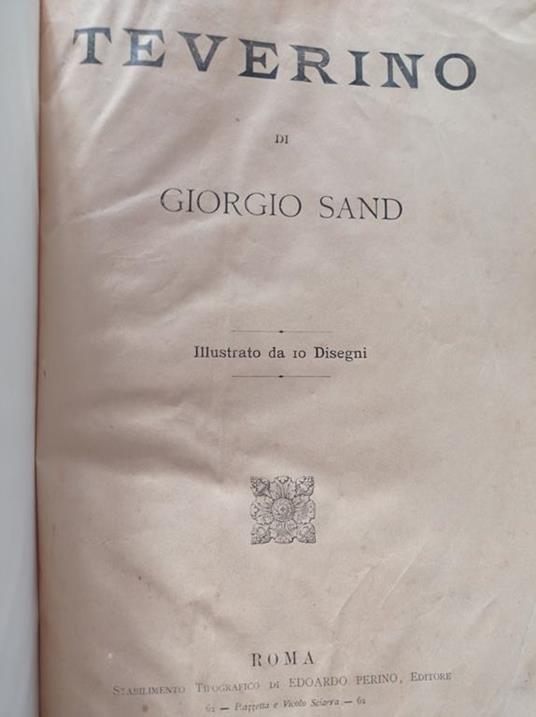 TEVERINO
DI
GIORGIO SAND
Illustrato da 10 Disegni
ROMA
STABILIMENTO TIPOGRAFICO DI EDOARDO PERINO, EDITORE
62 — Piazzetta e Vicolo Sciarra — 62